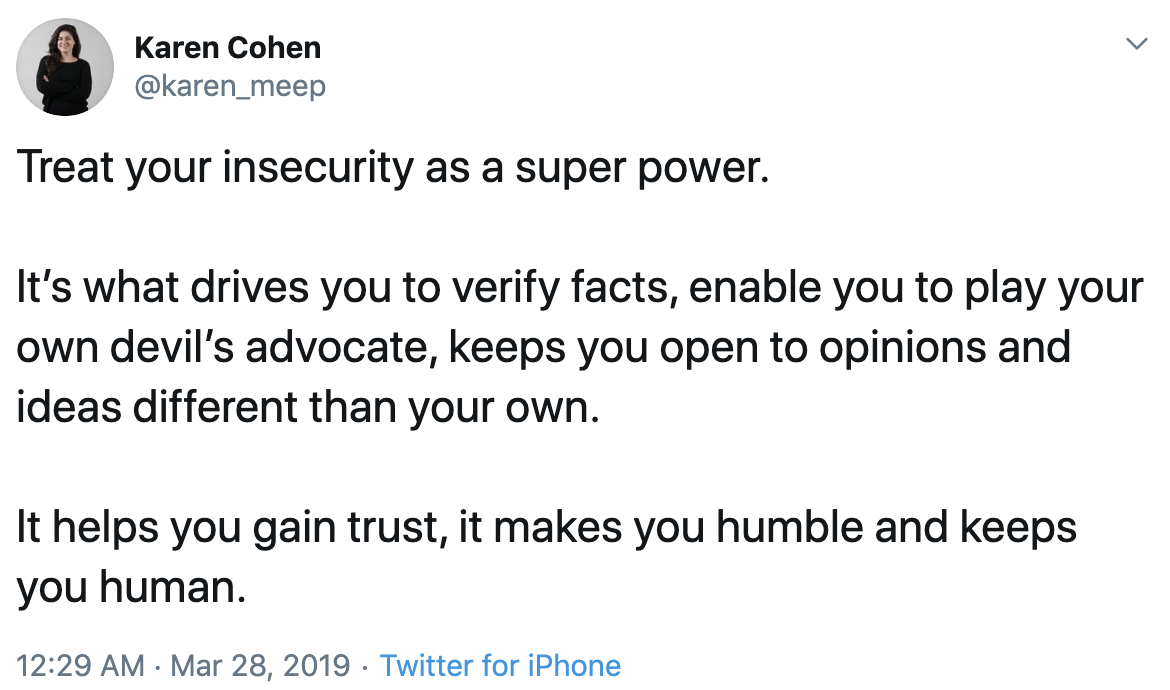 Karen Cohen
@karen_meep
Treat your insecurity as a super power.
It’s what drives you to verify facts, enable you to play your
own devil’s advocate, keeps you open to opinions and
ideas different than your own.
It helps you gain trust, it makes you humble and keeps
you human.
12:29 AM · Mar 28, 2019 · Twitter for iPhone